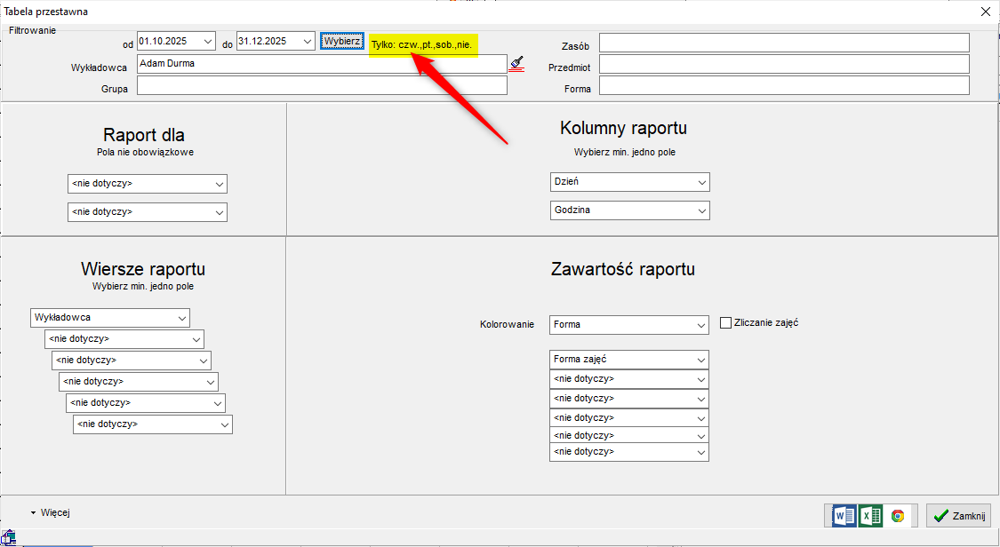 Tabela przestawna
Filtrowanie
od 01.10.2025 do 31.12.2025 Wybierz Tylko: czw.,pt.,sob.,nie.
Wykładowca Adam Durma
Grupa
Zasób
Przedmiot
Forma
Raport dla
Pola nie obowiązkowe
<nie dotyczy>
<nie dotyczy>
Kolumny raportu
Wybierz min. jedno pole
Dzień
Godzina
Wiersze raportu
Wybierz min. jedno pole
Wykładowca
<nie dotyczy>
<nie dotyczy>
<nie dotyczy>
<nie dotyczy>
<nie dotyczy>
Zawartość raportu
Kolorowanie Forma Zliczanie zajęć
Forma zajęć
<nie dotyczy>
<nie dotyczy>
<nie dotyczy>
<nie dotyczy>
<nie dotyczy>
Więcej
Zamknij